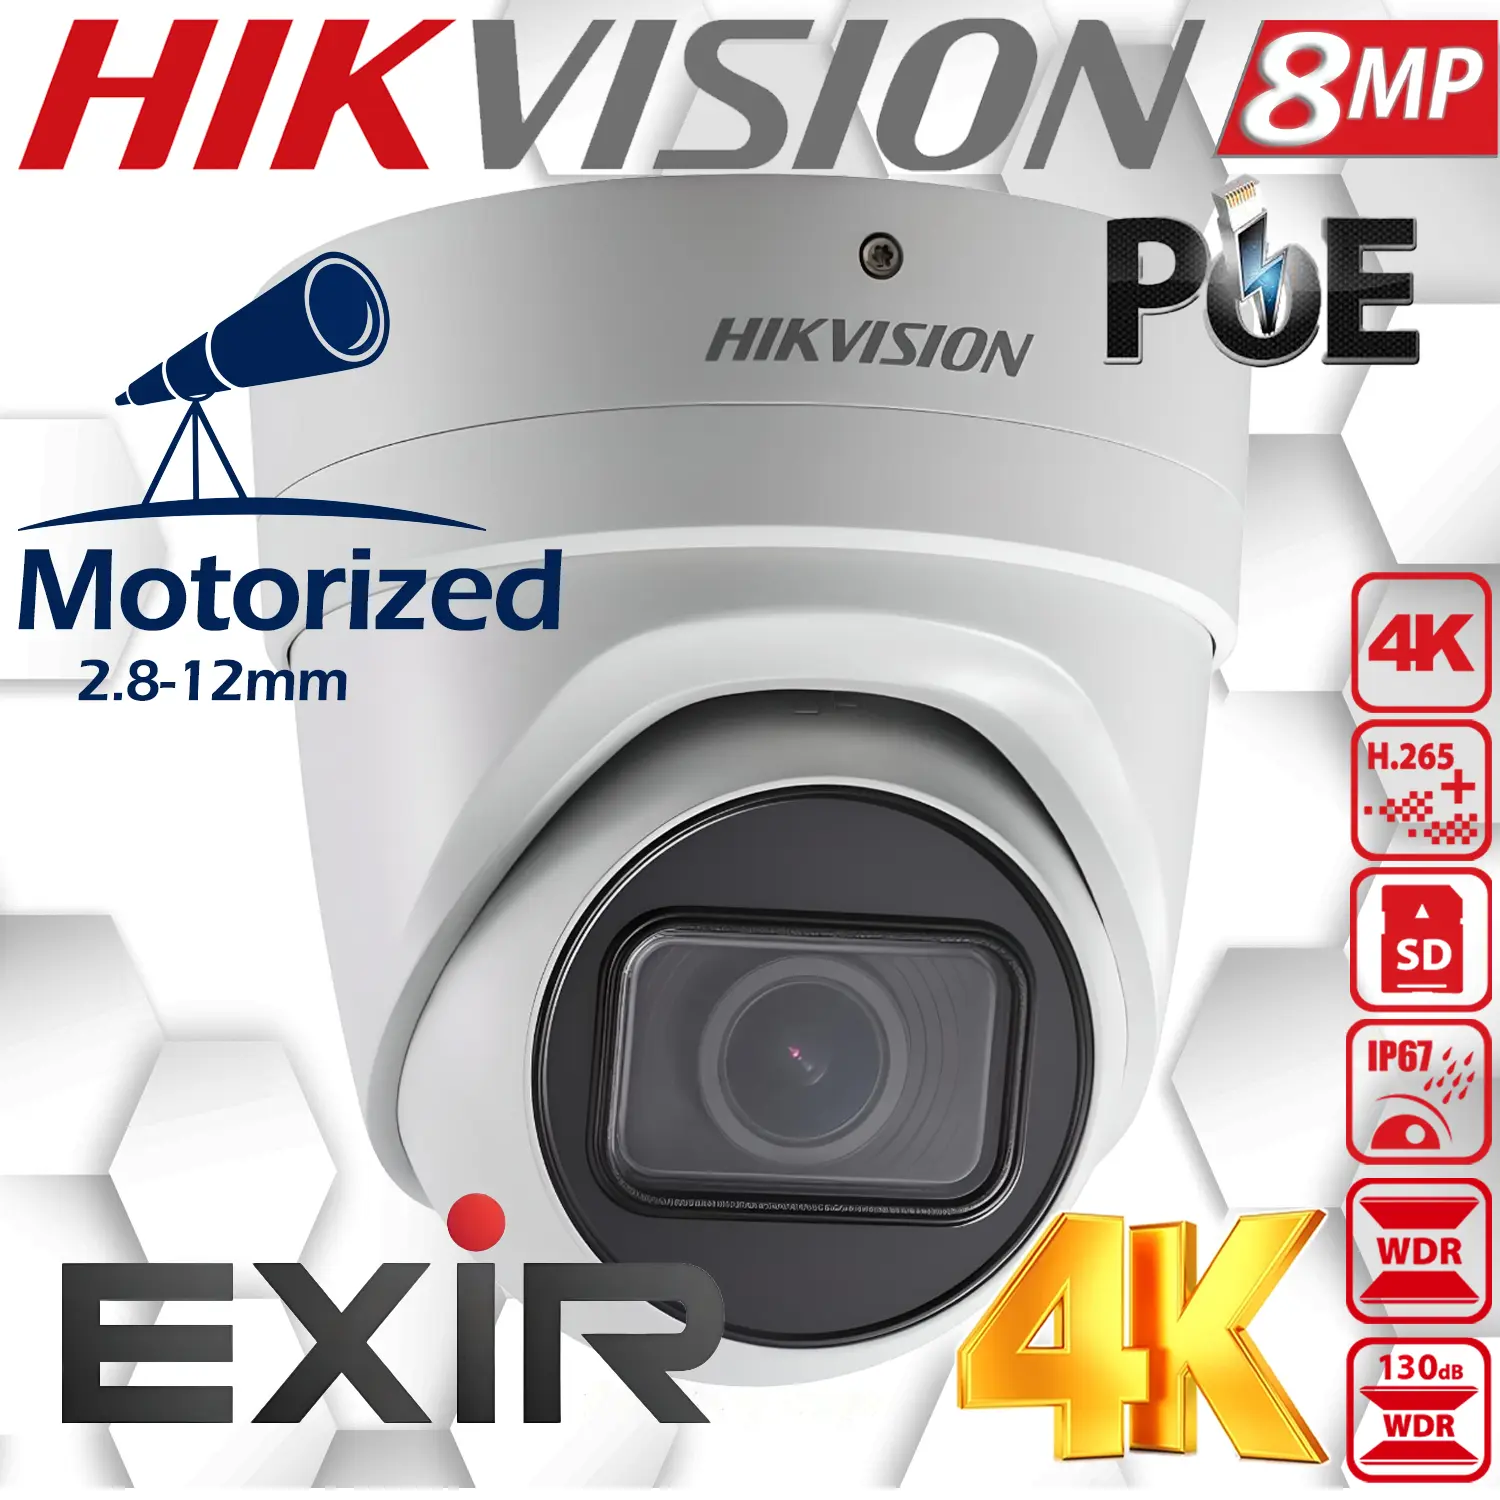 HIKVISION
8MP
POE
HIKVISION
Motorized
2.8-12mm
4K
H.265
+
SD
IP67
WDR
130dB
WDR
EXIR
4K